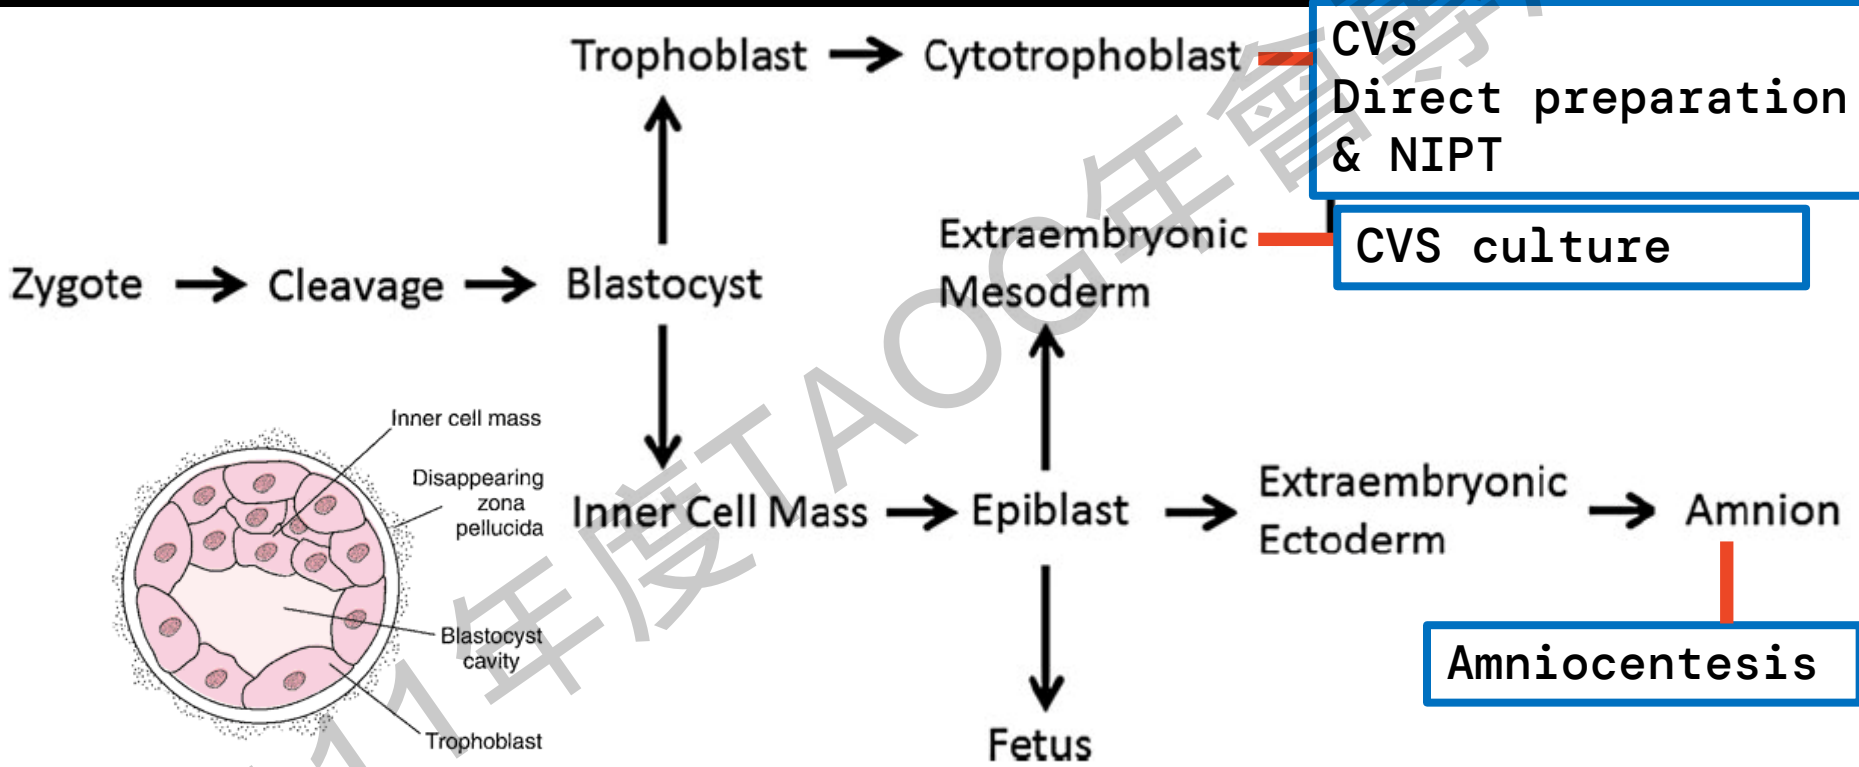 Trophoblast
Cytotrophoblast
CVS
Direct preparation
& NIPT
Extraembryonic
Mesoderm
CVS culture
Zygote
Cleavage
Blastocyst
Inner cell mass
Disappearing
zona
pellucida
Blastocyst
cavity
Trophoblast
Inner Cell Mass
Epiblast
Extraembryonic
Ectoderm
Amnion
Amniocentesis
Fetus
11年度TAOG年會專